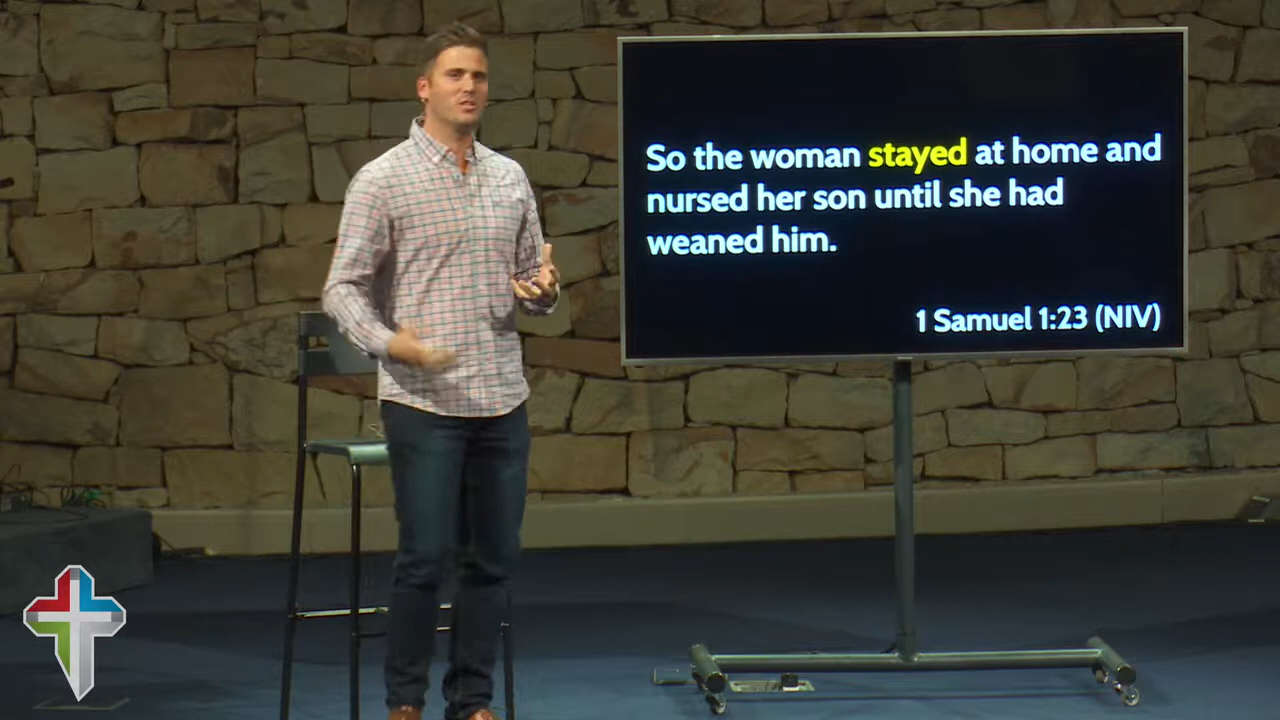 So the woman stayed at home and
nursed her son until she had
weaned him.
1 Samuel 1:23 (NIV)